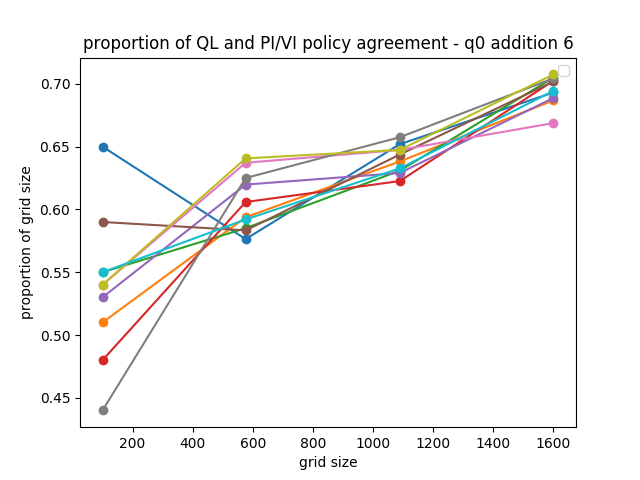 proportion of QL and PI/VI policy agreement - q0 addition 6
0.70
0.65
0.60
0.55
0.50
0.45
proportion of grid size
200 400 600 800 1000 1200 1400 1600
grid size